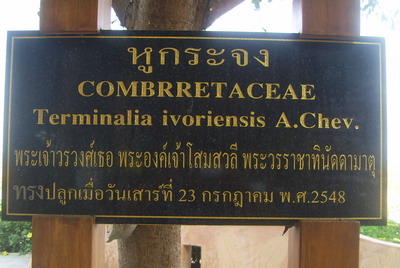 หูกระจง
COMBRRETACEAE
Terminalia ivoriensis A.Chev.
พระเจ้าวรวงศ์เธอ พระองค์เจ้าโสมสวลี พระวรราชาทินัดดามาตุ
ทรงปลูกเมื่อวันเสาร์ที่ 23 กรกฎาคม พ.ศ.2548